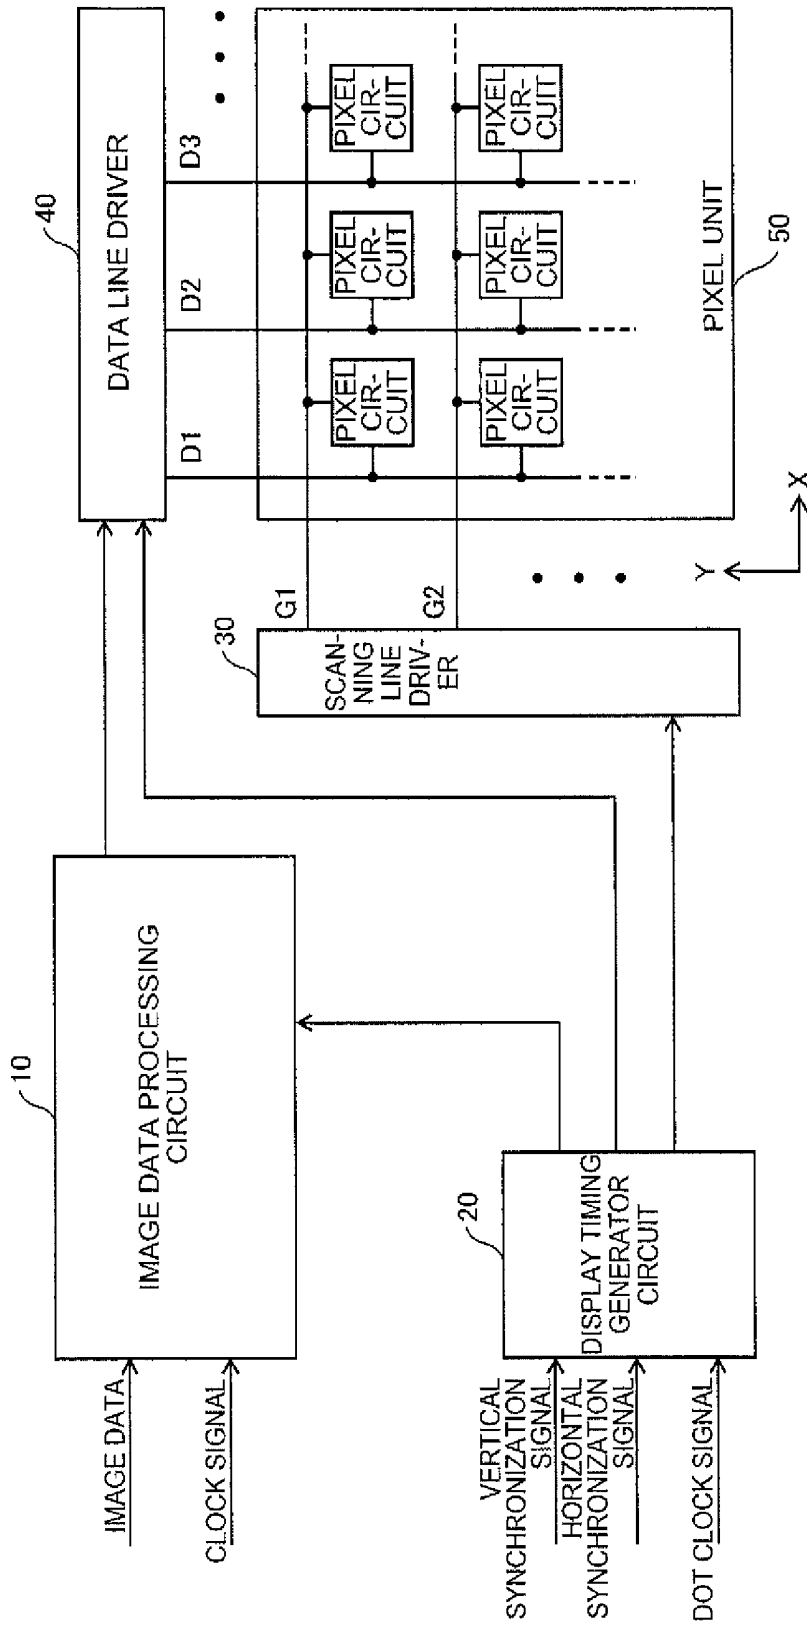 10
IMAGE DATA PROCESSING
CIRCUIT
IMAGE DATA
CLOCK SIGNAL
20
DISPLAY TIMING
GENERATOR
CIRCUIT
VERTICAL
SYNCHRONIZATION
SIGNAL
HORIZONTAL
SYNCHRONIZATION
SIGNAL
DOT CLOCK SIGNAL
30
SCAN-
NING
LINE
DRIV-
ER
G1
G2
40
DATA LINE DRIVER
D1
D2
D3
PIXEL
CIR-
CUIT
PIXEL
CIR-
CUIT
PIXEL
CIR-
CUIT
PIXEL
CIR-
CUIT
PIXEL
CIR-
CUIT
PIXEL
CIR-
CUIT
PIXEL UNIT
50
Y
X